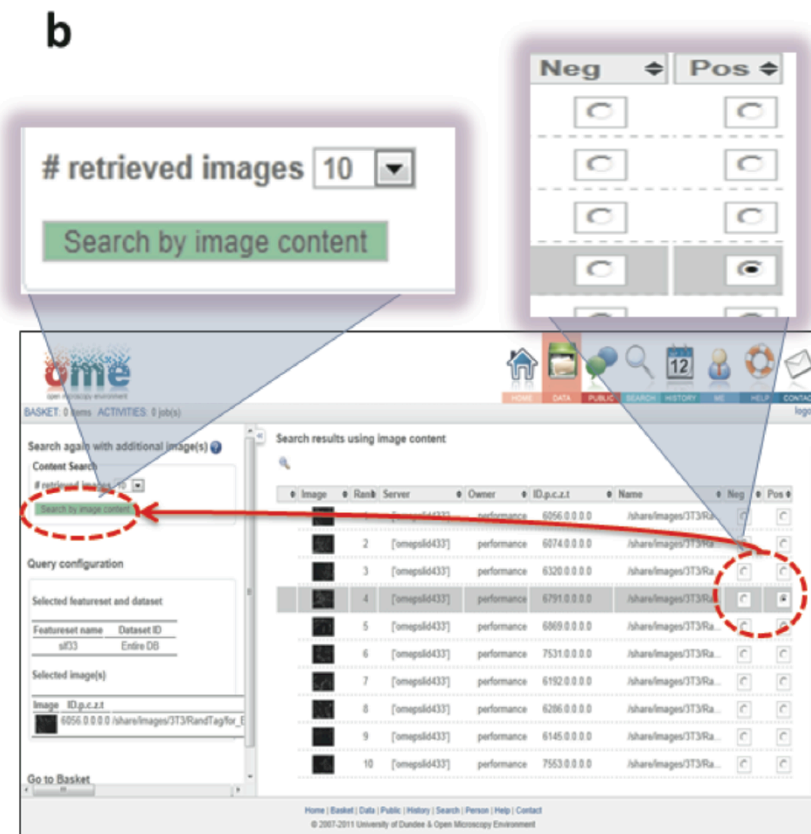 b
Neg Pos
# retrieved images 10
Search by image content
ome
open microscopy environment
HOME DATA PUBLIC SEARCH HISTORY ME HELP CONTACT
12
BASKET: 0 items ACTIVITIES: 0 job(s)
logo
Search again with additional image(s)
Search results using image content
Content Search
# retrieved images 10
Search by image content
Image Rank Server Owner ID.p.c.z.t Name Neg Pos
['omepslid433'] performance 6056.0.0.0.0 /share/images/3T3/Ra...
2 ['omepslid433'] performance 6074.0.0.0.0 /share/images/3T3/Ra...
3 ['omepslid433'] performance 6320.0.0.0.0 /share/images/3T3/Ra...
4 ['omepslid433'] performance 6791.0.0.0.0 /share/images/3T3/Ra...
5 ['omepslid433'] performance 6869.0.0.0.0 /share/images/3T3/Ra...
6 ['omepslid433'] performance 7531.0.0.0.0 /share/images/3T3/Ra...
7 ['omepslid433'] performance 6192.0.0.0.0 /share/images/3T3/Ra...
8 ['omepslid433'] performance 6286.0.0.0.0 /share/images/3T3/Ra...
9 ['omepslid433'] performance 6145.0.0.0.0 /share/images/3T3/Ra...
10 ['omepslid433'] performance 7553.0.0.0.0 /share/images/3T3/Ra...
Query configuration
Selected featureset and dataset
Featureset name Dataset ID
slf33 Entire DB
Selected image(s)
Image ID.p.c.z.t
6056.0.0.0.0 /share/images/3T3/RandTag/for_E
Go to Basket
Home | Basket | Data | Public | History | Search | Person | Help | Contact
© 2007-2011 University of Dundee & Open Microscopy Environment